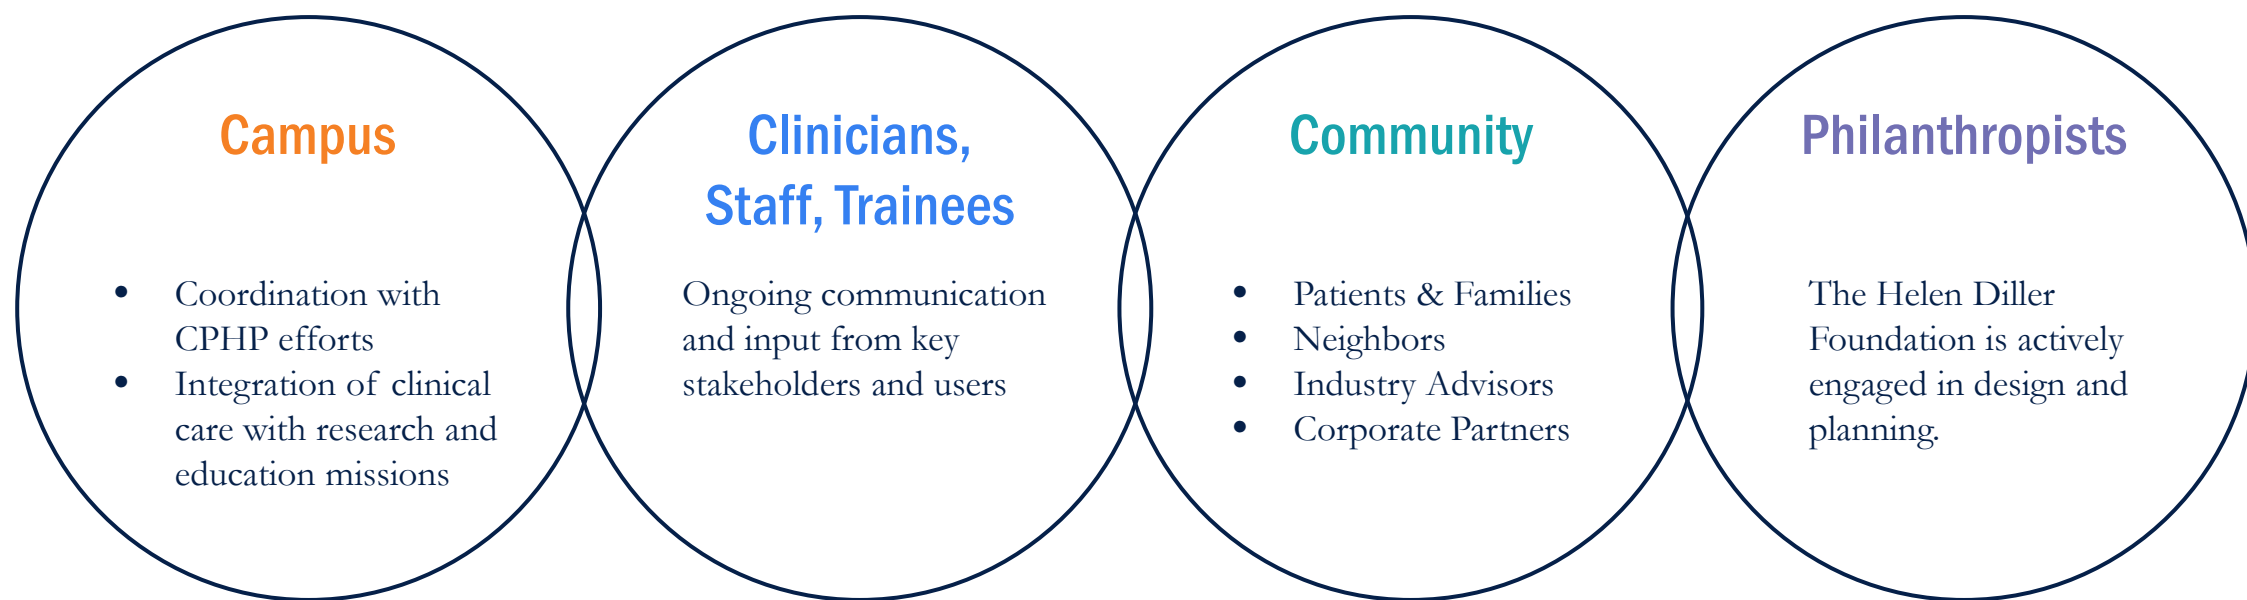 Campus
• Coordination with
CPHP efforts
• Integration of clinical
care with research and
education missions
Clinicians,
Staff, Trainees
Ongoing communication
and input from key
stakeholders and users
Community
• Patients & Families
• Neighbors
• Industry Advisors
• Corporate Partners
Philanthropists
The Helen Diller
Foundation is actively
engaged in design and
planning.